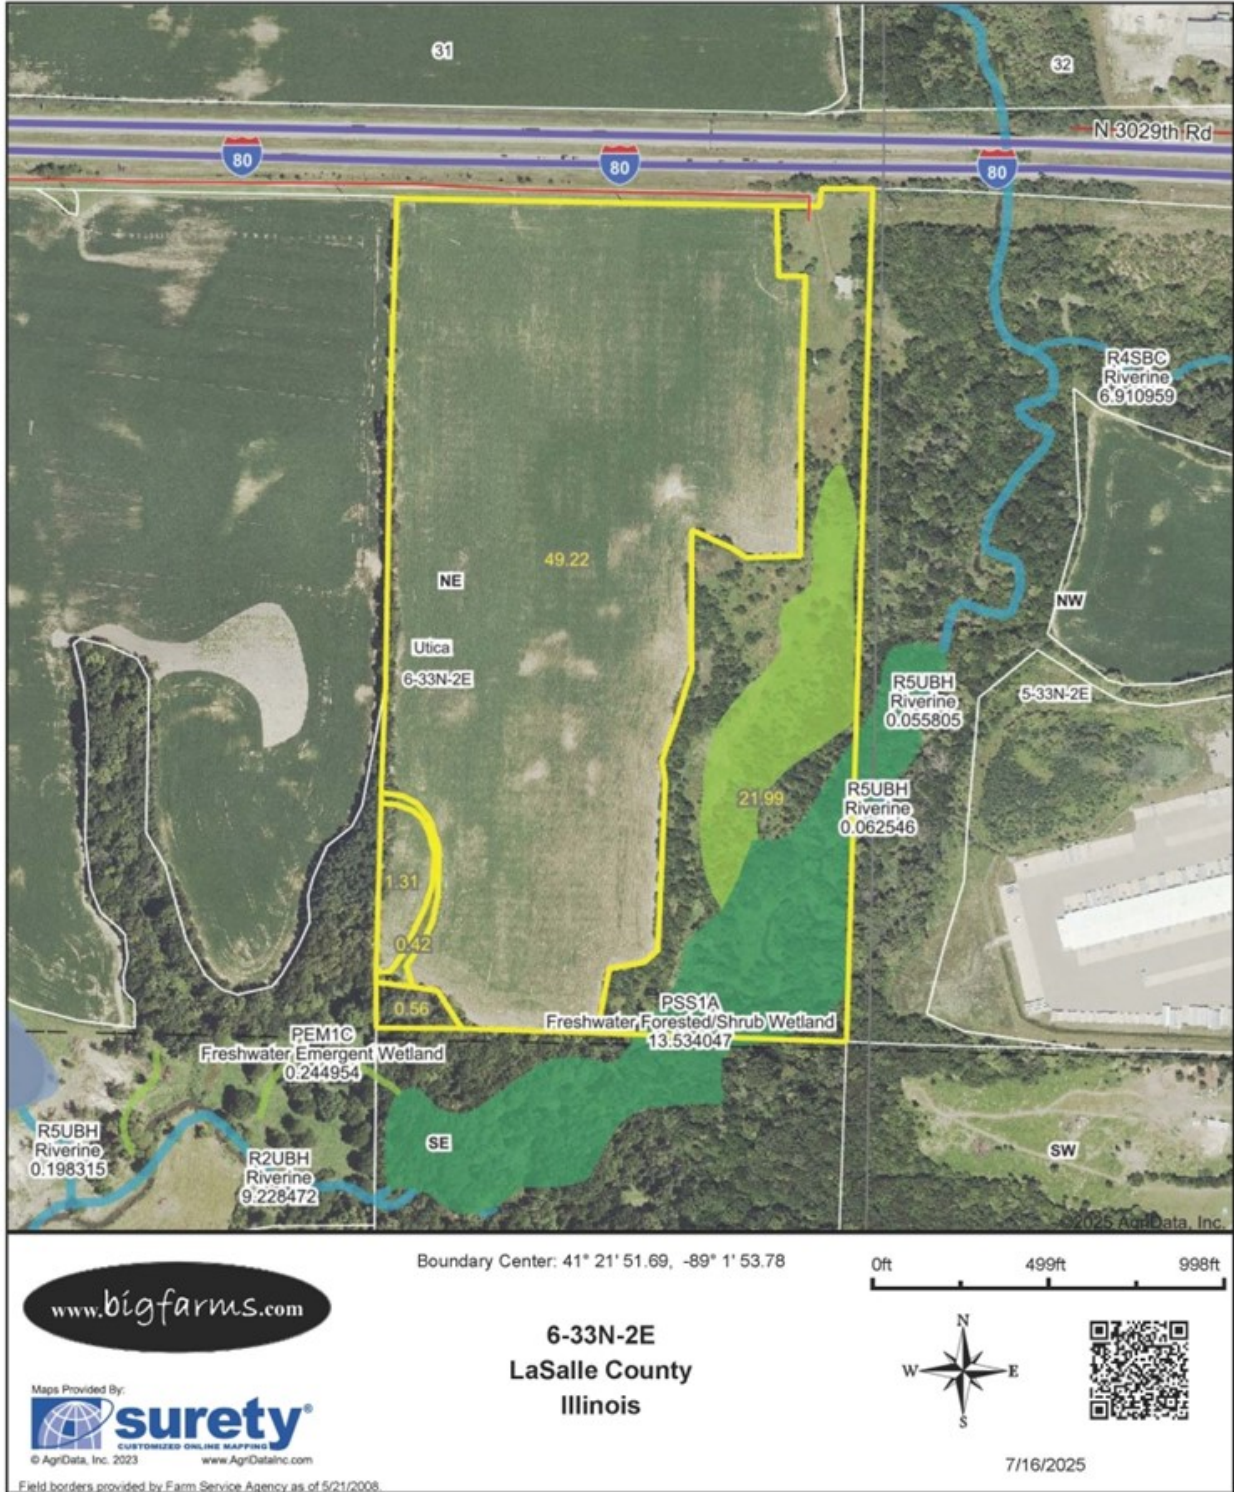 31
32
N 3029th Rd
80
80
80
R4SBC
Riverine
6.910959
49.22
NE
NW
Utica
6-33N-2E
R5UBH
Riverine
0.055805
5-33N-2E
21.99
R5UBH
Riverine
0.062546
1.31
0.42
0.56
PSS1A
Freshwater Forested/Shrub Wetland
13.534047
PEM1C
Freshwater Emergent Wetland
0.244954
R5UBH
Riverine
0.198315
R2UBH
Riverine
9.228472
SE
SW
©2025 AgriData, Inc.
Boundary Center: 41° 21' 51.69, -89° 1' 53.78
0ft 499ft 998ft
www.bigfarms.com
6-33N-2E
LaSalle County
Illinois
N
W E
S
Maps Provided By:
surety®
CUSTOMIZED ONLINE MAPPING
© AgriData, Inc. 2023 www.AgriDataInc.com
7/16/2025
Field borders provided by Farm Service Agency as of 5/21/2008.